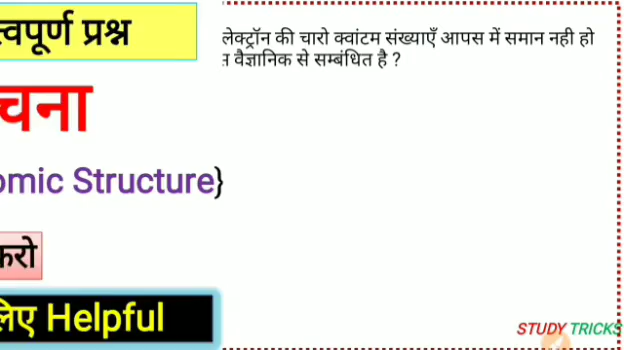 त्वपूर्ण प्रश्न
चना
omic Structure}
करो
लिए Helpful
लेक्ट्रॉन की चारो क्वांटम संख्याएँ आपस में समान नही हो
वैज्ञानिक से सम्बंधित है ?
STUDY TRICKS